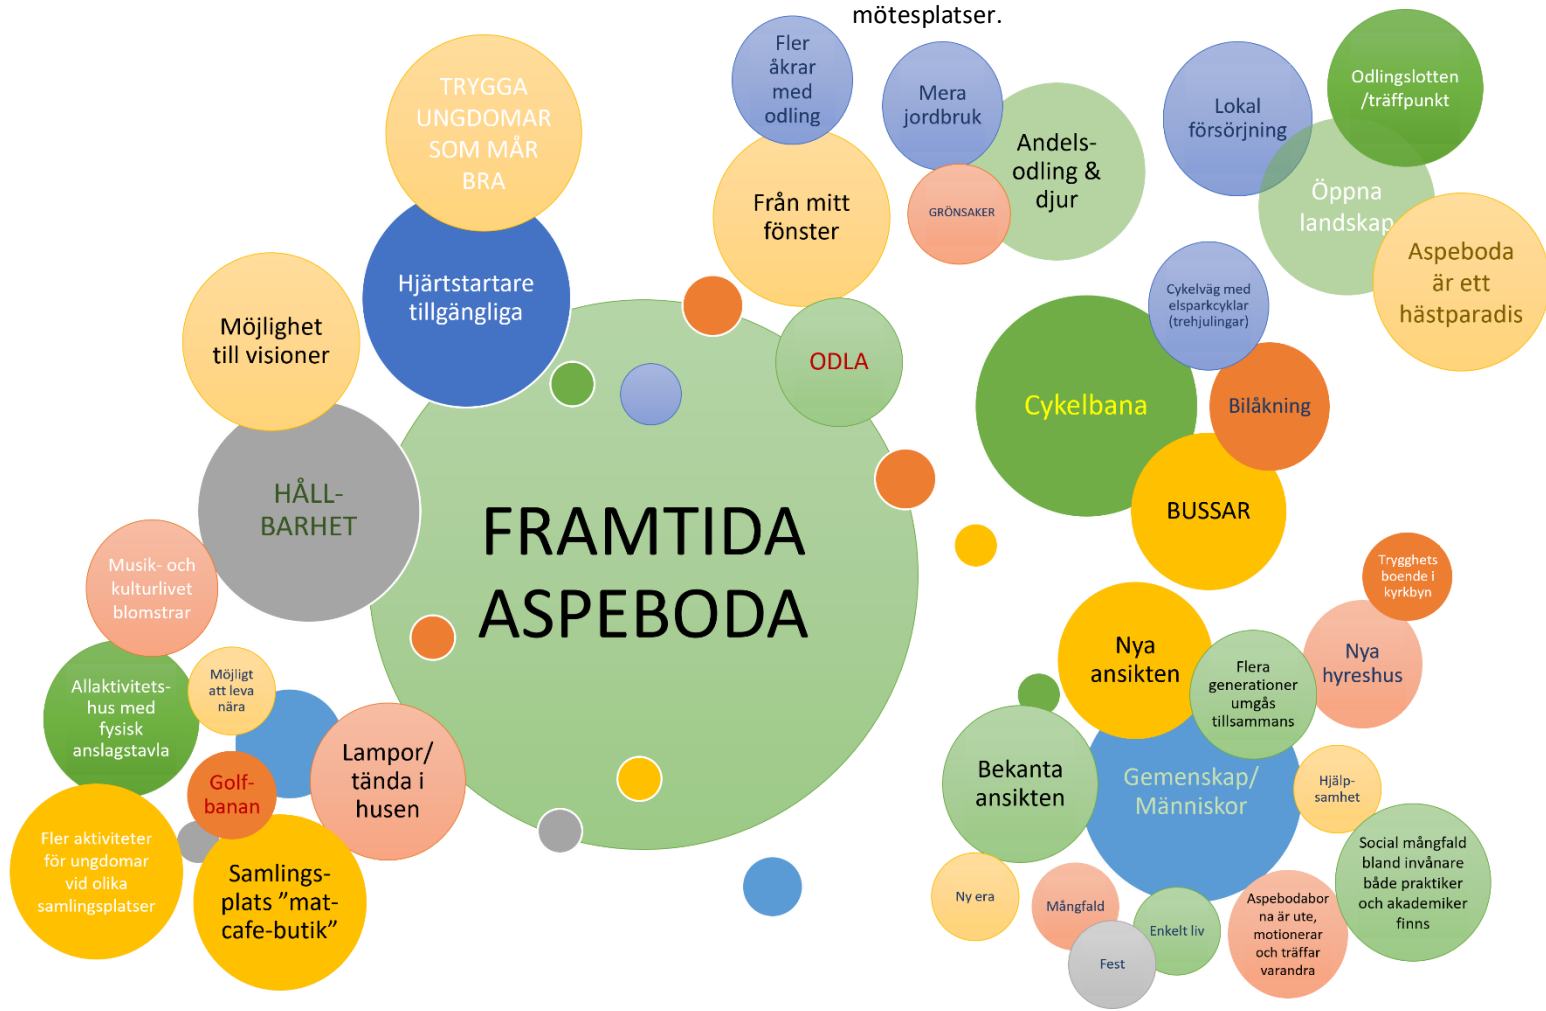 mötesplatser.
TRYGGA
UNGDOMAR
SOM MÅR
BRA
Fler
åkrar
med
odling
Mera
jordbruk
Andels-
odling &
djur
GRÖNSAKER
Lokal
försörjning
Odlingslotten
/träffpunkt
Öppna
landskap
Aspeboda
är ett
hästparadis
Från mitt
fönster
Hjärtstartare
tillgängliga
Möjlighet
till visioner
ODLA
Cykelväg med
elsparkcyklar
(trehjulingar)
Cykelbana
Bilåkning
BUSSAR
HÅLL-
BARHET
FRAMTIDA
ASPEBODA
Musik- och
kulturlivet
blomstrar
Allaktivitets-
hus med
fysisk
anslagstavla
Möjligt
att leva
nära
Golf-
banan
Lampor/
tända i
husen
Fler aktiviteter
för ungdomar
vid olika
samlingsplatser
Samlings-
plats ”mat-
cafe-butik”
Trygghets
boende i
kyrkbyn
Nya
ansikten
Flera
generationer
umgås
tillsammans
Nya
hyreshus
Bekanta
ansikten
Gemenskap/
Människor
Hjälp-
samhet
Social mångfald
bland invånare
både praktiker
och akademiker
finns
Ny era
Mångfald
Fest
Enkelt liv
Aspebodabor
na är ute,
motionerar
och träffar
varandra